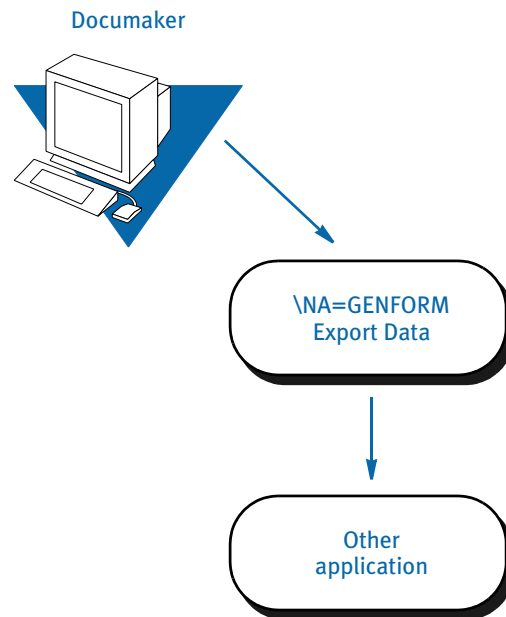 Documaker
\NA=GENFORM
Export Data
Other
application